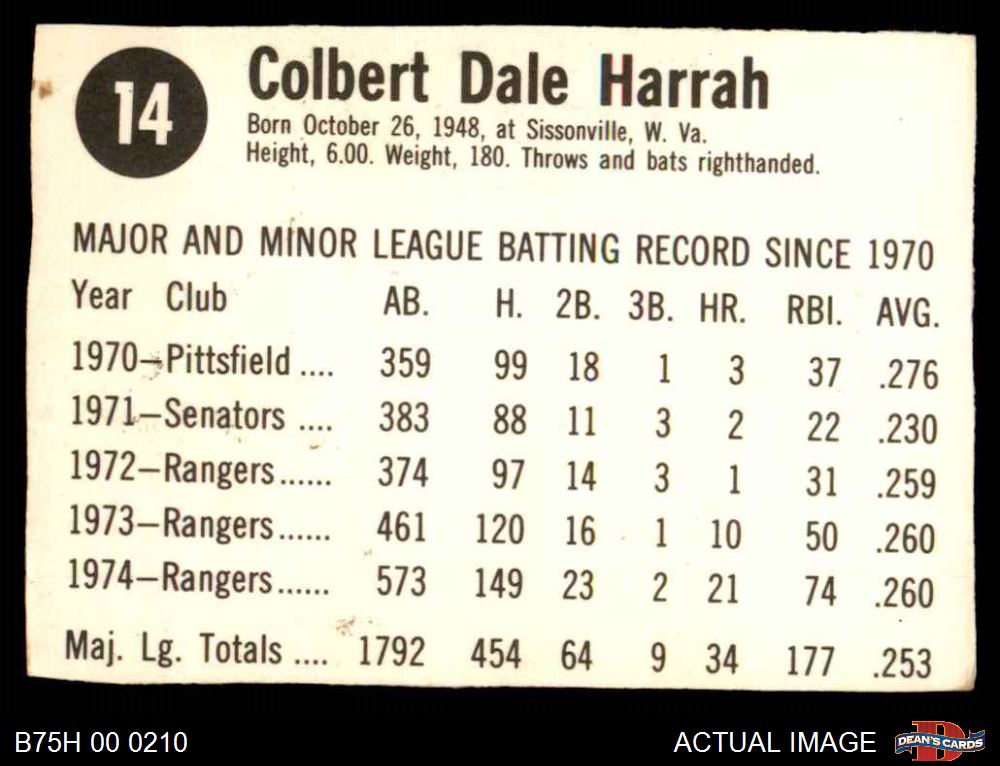 14
Colbert Dale Harrah
Born October 26, 1948, at Sissonville, W. Va.
Height, 6.00. Weight, 180. Throws and bats righthanded.
MAJOR AND MINOR LEAGUE BATTING RECORD SINCE 1970
Year Club AB. H. 2B. 3B. HR. RBI. AVG.
1970—Pittsfield .... 359 99 18 1 3 37 .276
1971—Senators .... 383 88 11 3 2 22 .230
1972—Rangers...... 374 97 14 3 1 31 .259
1973—Rangers...... 461 120 16 1 10 50 .260
1974—Rangers...... 573 149 23 2 21 74 .260
Maj. Lg. Totals .... 1792 454 64 9 34 177 .253
B75H 00 0210 ACTUAL IMAGE DEAN'S CARDS